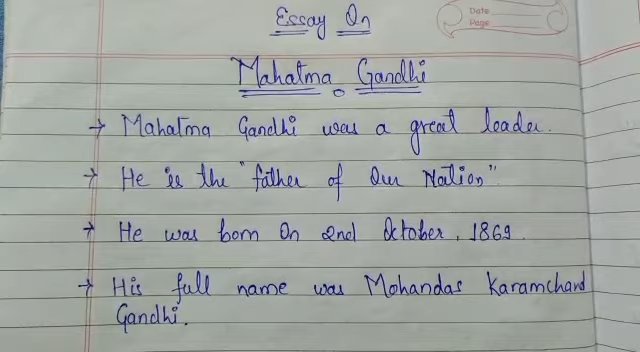 Essay On
Date
Page
Mahatma Gandhi
→ Mahatma Gandhi was a great leader.
→ He is the "father of Our Nation"
→ He was born On 2nd October, 1869.
→ His full name was Mohandas Karamchand
Gandhi.